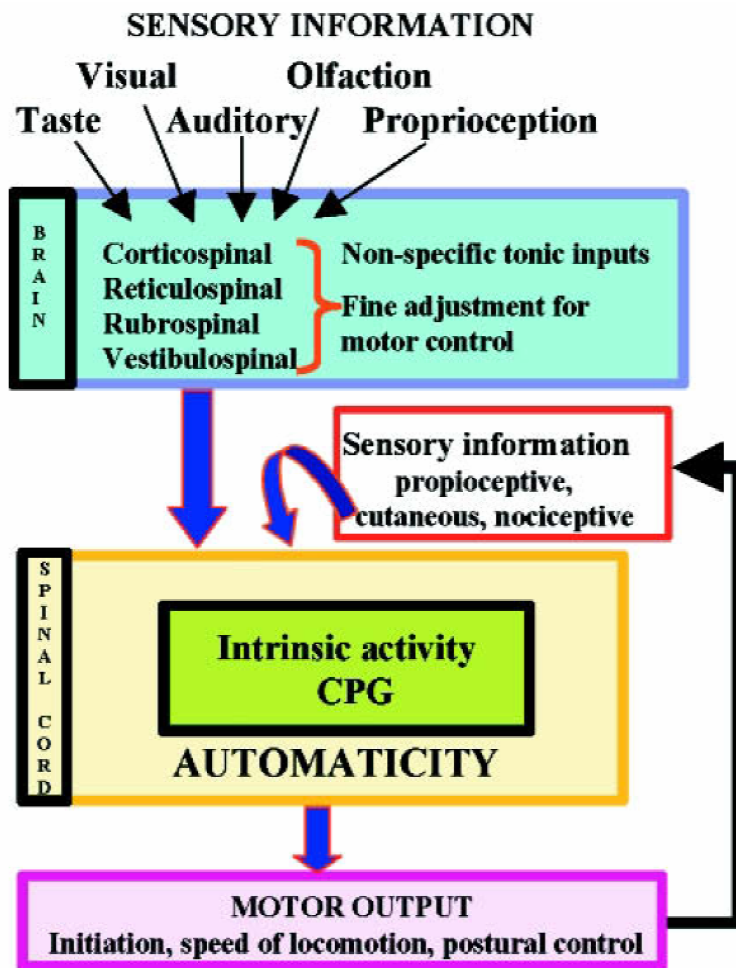 SENSORY INFORMATION
Visual Olfaction
Taste Auditory Proprioception
BRAIN
Corticospinal
Reticulospinal
Rubrospinal
Vestibulospinal
Non-specific tonic inputs
Fine adjustment for
motor control
Sensory information
propioceptive,
cutaneous, nociceptive
SPINAL CORD
Intrinsic activity
CPG
AUTOMATICITY
MOTOR OUTPUT
Initiation, speed of locomotion, postural control